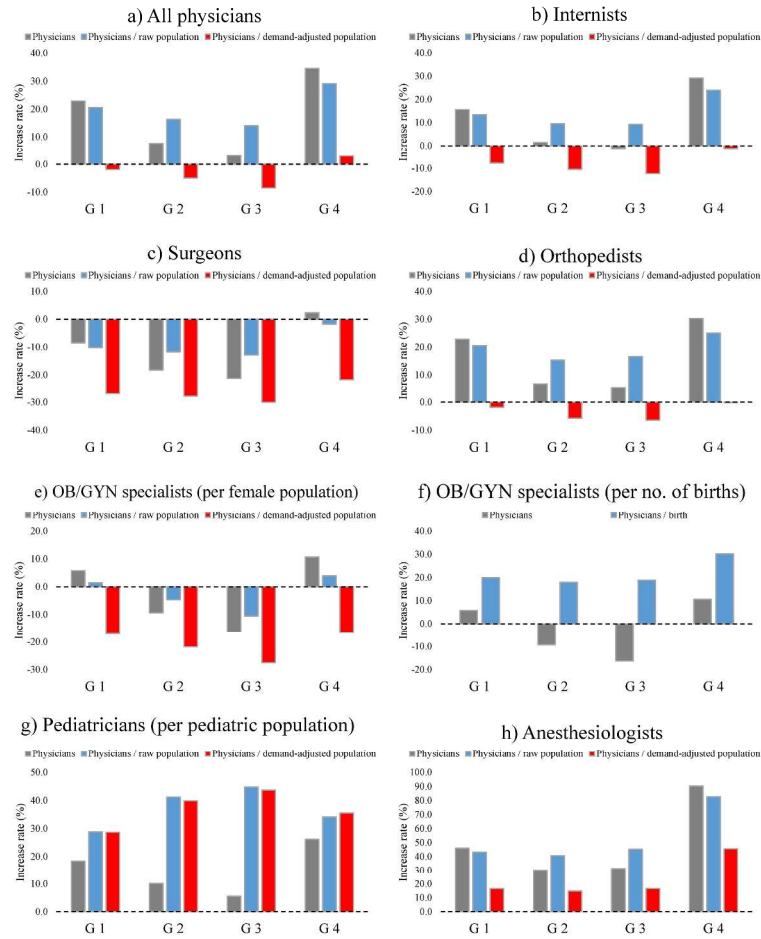 a) All physicians
Physicians Physicians / raw population Physicians / demand-adjusted population
Increase rate (%)
40.0
30.0
20.0
10.0
0.0
-10.0
G 1 G 2 G 3 G 4
b) Internists
Physicians Physicians / raw population Physicians / demand-adjusted population
Increase rate (%)
40.0
30.0
20.0
10.0
0.0
-10.0
-20.0
G 1 G 2 G 3 G 4
c) Surgeons
Physicians Physicians / raw population Physicians / demand-adjusted population
Increase rate (%)
10.0
0.0
-10.0
-20.0
-30.0
-40.0
G 1 G 2 G 3 G 4
d) Orthopedists
Physicians Physicians / raw population Physicians / demand-adjusted population
Increase rate (%)
40.0
30.0
20.0
10.0
0.0
-10.0
G 1 G 2 G 3 G 4
e) OB/GYN specialists (per female population)
Physicians Physicians / raw population Physicians / demand-adjusted population
Increase rate (%)
20.0
10.0
0.0
-10.0
-20.0
-30.0
G 1 G 2 G 3 G 4
f) OB/GYN specialists (per no. of births)
Physicians Physicians / birth
Increase rate (%)
40.0
30.0
20.0
10.0
0.0
-10.0
-20.0
G 1 G 2 G 3 G 4
g) Pediatricians (per pediatric population)
Physicians Physicians / raw population Physicians / demand-adjusted population
Increase rate (%)
50.0
40.0
30.0
20.0
10.0
0.0
G 1 G 2 G 3 G 4
h) Anesthesiologists
Physicians Physicians / raw population Physicians / demand-adjusted population
Increase rate (%)
100.0
90.0
80.0
70.0
60.0
50.0
40.0
30.0
20.0
10.0
0.0
G 1 G 2 G 3 G 4